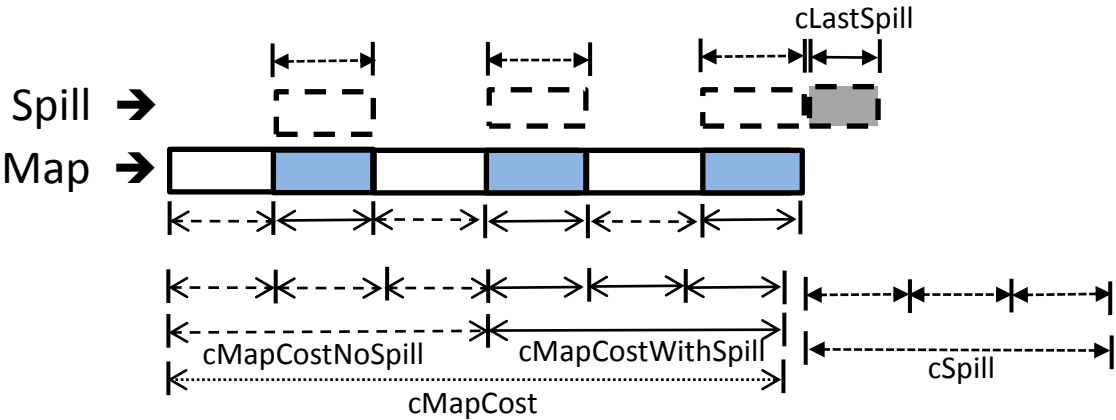 cLastSpill
Spill ➔
Map ➔
cMapCostNoSpill
cMapCostWithSpill
cSpill
cMapCost